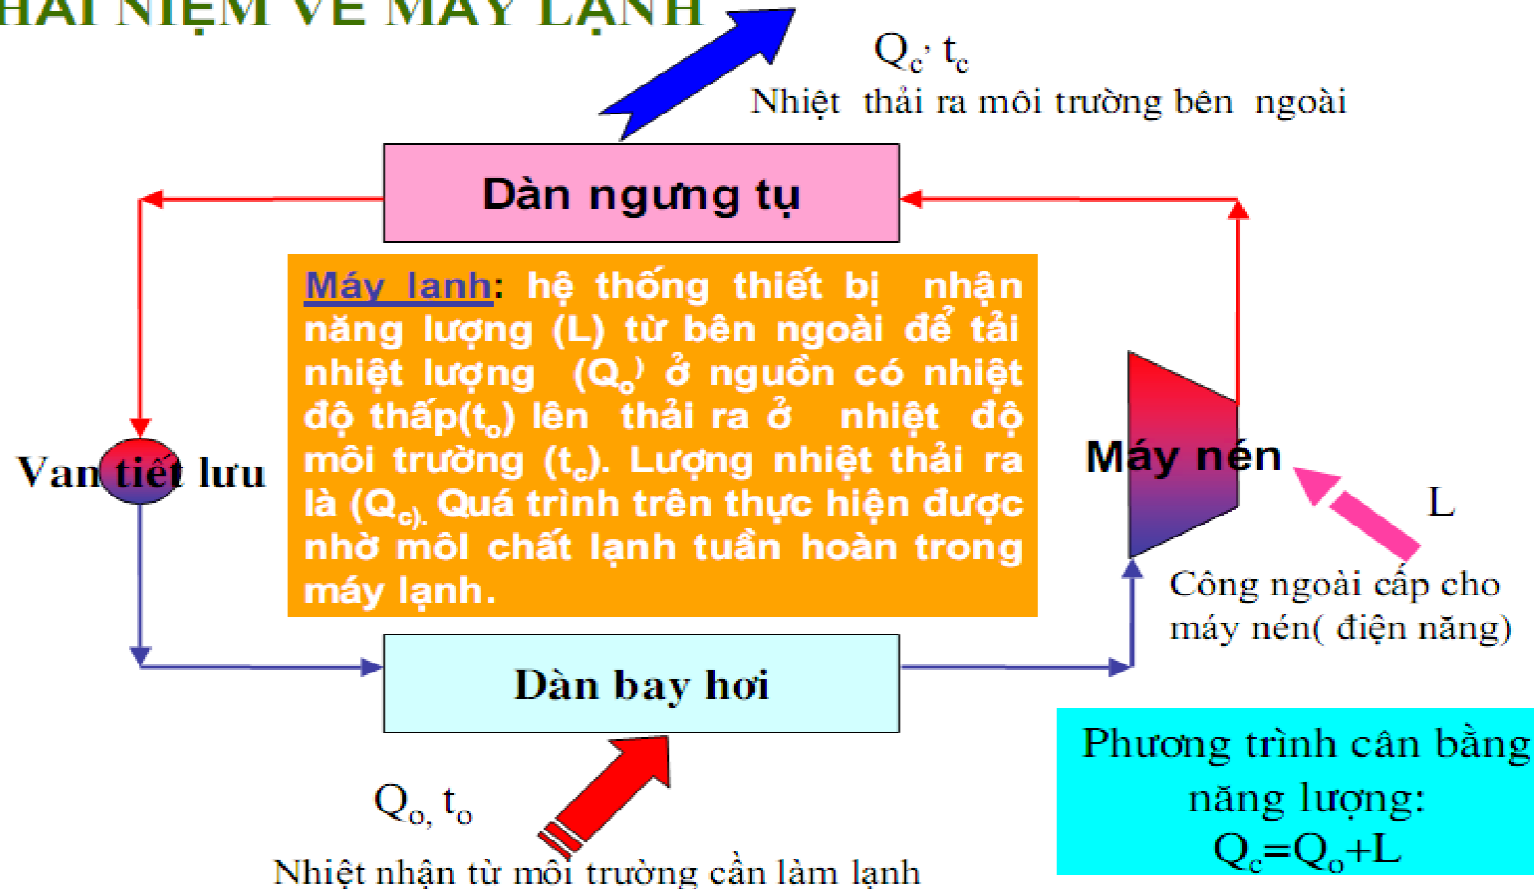 HÁI NIỆM VỀ MÁY LẠNH
Qc, tc
Nhiệt thải ra môi trường bên ngoài
Dàn ngưng tụ
Máy lanh: hệ thống thiết bị nhận
năng lượng (L) từ bên ngoài để tải
nhiệt lượng (Qo) ở nguồn có nhiệt
độ thấp(to) lên thải ra ở nhiệt độ
môi trường (tc). Lượng nhiệt thải ra
là (Qc). Quá trình trên thực hiện được
nhờ môI chất lạnh tuần hoàn trong
máy lạnh.
Van tiết lưu
Máy nén
L
Công ngoài cấp cho
máy nén( điện năng)
Dàn bay hơi
Qo, to
Nhiệt nhận từ môi trường cần làm lạnh
Phương trình cân bằng
năng lượng:
Qc=Qo+L